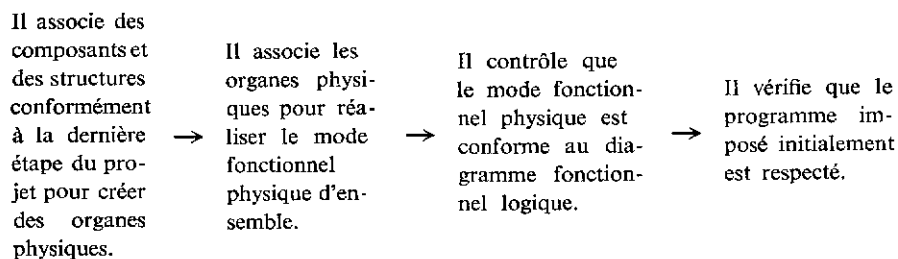 Il associe des
composants et
des structures
conformément
à la dernière
étape du pro-
jet pour créer
des organes
physiques.
→
Il associe les
organes physi-
ques pour réa-
liser le mode
fonctionnel
physique d'en-
semble.
→
Il contrôle que
le mode fonction-
nel physique est
conforme au dia-
gramme fonction-
nel logique.
→
Il vérifie que le
programme im-
posé initialement
est respecté.